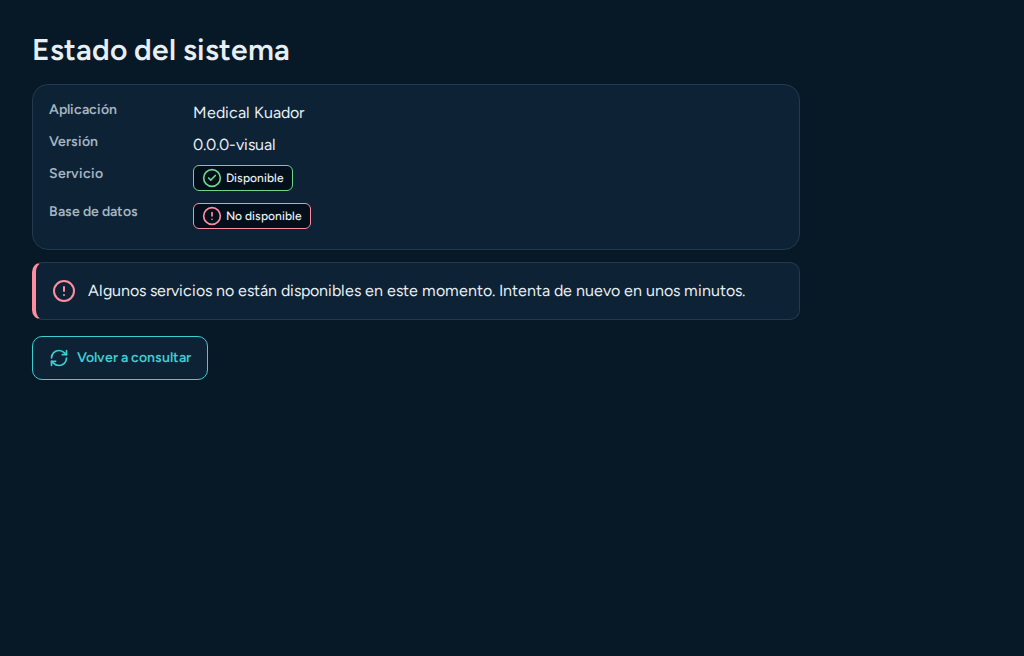 Estado del sistema
Aplicación Medical Kuador
Versión 0.0.0-visual
Servicio Disponible
Base de datos No disponible
Algunos servicios no están disponibles en este momento. Intenta de nuevo en unos minutos.
Volver a consultar